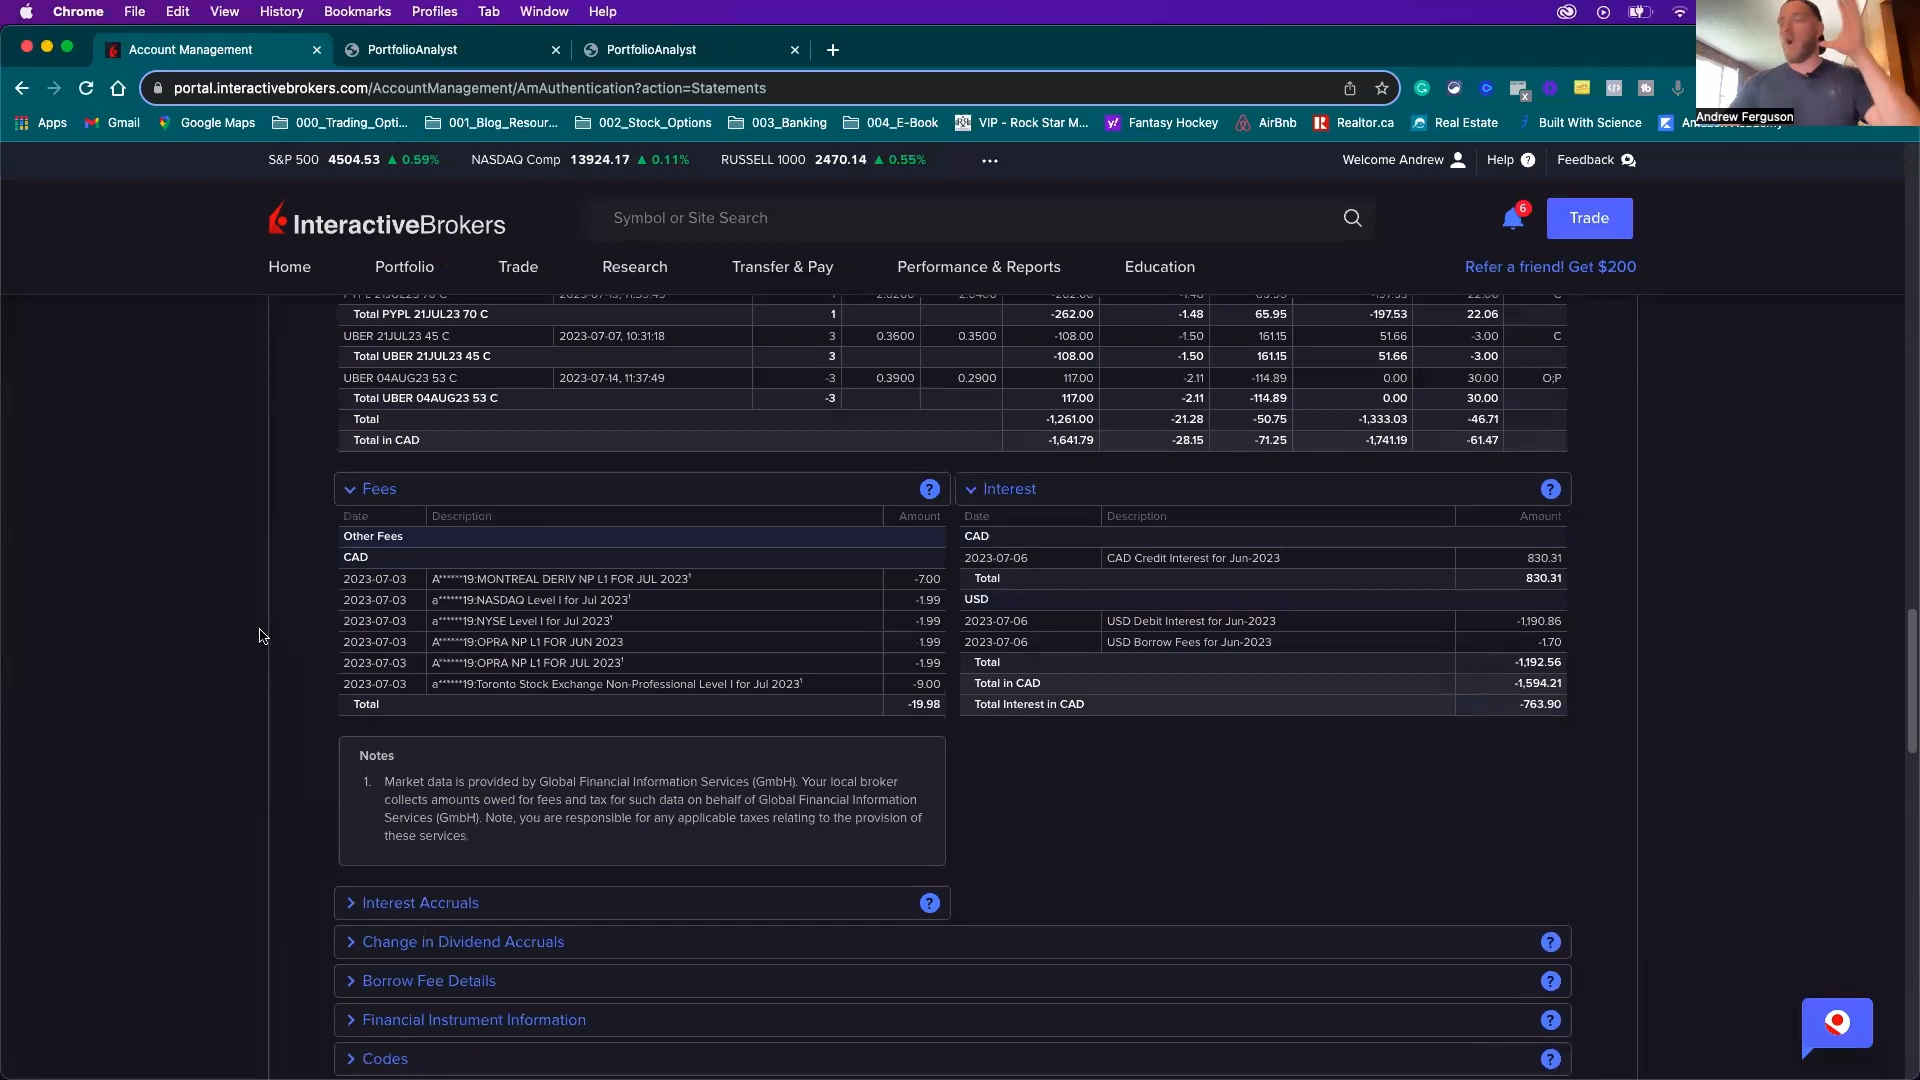 Chrome File Edit View History Bookmarks Profiles Tab Window Help
Account Management PortfolioAnalyst PortfolioAnalyst
portal.interactivebrokers.com/AccountManagement/AmAuthentication?action=Statements
Andrew Ferguson
Apps Gmail Google Maps 000_Trading_Opti... 001_Blog_Resour... 002_Stock_Options 003_Banking 004_E-Book VIP - Rock Star M... Fantasy Hockey AirBnb Realtor.ca Real Estate Built With Science
S&P 500 4504.53 ▲ 0.59% NASDAQ Comp 13924.17 ▲ 0.11% RUSSELL 1000 2470.14 ▲ 0.55% ••• Welcome Andrew Help ? Feedback
InteractiveBrokers Symbol or Site Search 6 Trade
Home Portfolio Trade Research Transfer & Pay Performance & Reports Education Refer a friend! Get $200
Total PYPL 21JUL23 70 C 1 -262.00 -1.48 65.95 -197.53 22.06
UBER 21JUL23 45 C 2023-07-07, 10:31:18 3 0.3600 0.3500 -108.00 -1.50 161.15 51.66 -3.00 C
Total UBER 21JUL23 45 C 3 -108.00 -1.50 161.15 51.66 -3.00
UBER 04AUG23 53 C 2023-07-14, 11:37:49 -3 0.3900 0.2900 117.00 -2.11 -114.89 0.00 30.00 O;P
Total UBER 04AUG23 53 C -3 117.00 -2.11 -114.89 0.00 30.00
Total -1,261.00 -21.28 -50.75 -1,333.03 -46.71
Total in CAD -1,641.79 -28.15 -71.25 -1,741.19 -61.47
Fees ?
Date Description Amount
Other Fees
CAD
2023-07-03 A******19:MONTREAL DERIV NP L1 FOR JUL 2023¹ -7.00
2023-07-03 a******19:NASDAQ Level I for Jul 2023¹ -1.99
2023-07-03 a******19:NYSE Level I for Jul 2023¹ -1.99
2023-07-03 A******19:OPRA NP L1 FOR JUN 2023 1.99
2023-07-03 A******19:OPRA NP L1 FOR JUL 2023¹ -1.99
2023-07-03 a******19:Toronto Stock Exchange Non-Professional Level I for Jul 2023¹ -9.00
Total -19.98
Interest ?
Date Description Amount
CAD
2023-07-06 CAD Credit Interest for Jun-2023 830.31
Total 830.31
USD
2023-07-06 USD Debit Interest for Jun-2023 -1,190.86
2023-07-06 USD Borrow Fees for Jun-2023 -1.70
Total -1,192.56
Total in CAD -1,594.21
Total Interest in CAD -763.90
Notes
1. Market data is provided by Global Financial Information Services (GmbH). Your local broker
collects amounts owed for fees and tax for such data on behalf of Global Financial Information
Services (GmbH). Note, you are responsible for any applicable taxes relating to the provision of
these services.
Interest Accruals ?
Change in Dividend Accruals ?
Borrow Fee Details ?
Financial Instrument Information ?
Codes ?